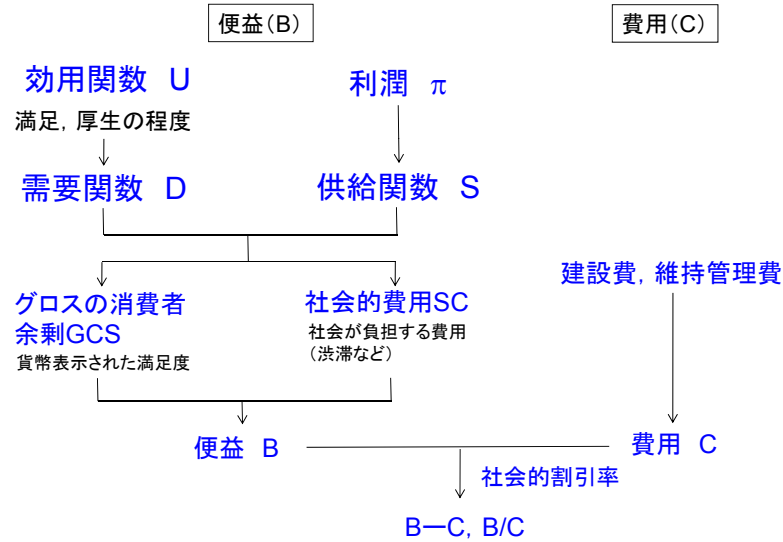 便益(B)
費用(C)
効用関数 U
利潤 π
満足, 厚生の程度
需要関数 D
供給関数 S
建設費, 維持管理費
グロスの消費者
余剰GCS
貨幣表示された満足度
社会的費用SC
社会が負担する費用
(渋滞など)
便益 B
費用 C
社会的割引率
BーC, B/C